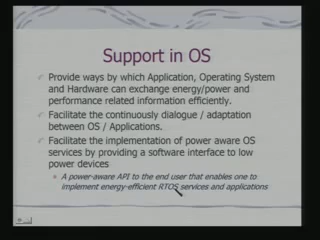 Support in OS
Provide ways by which Application, Operating System
and Hardware can exchange energy/power and
performance related information efficiently.
Facilitate the continuously dialogue / adaptation
between OS / Applications.
Facilitate the implementation of power aware OS
services by providing a software interface to low
power devices
A power-aware API to the end user that enables one to
implement energy-efficient RTOS services and applications